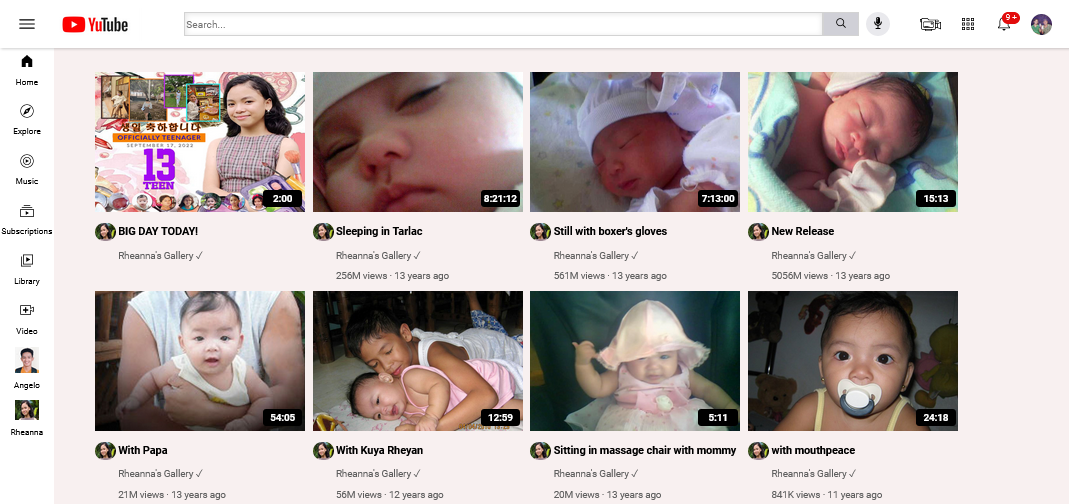 YuTube
Search...
9+
Home
Explore
Music
Subscriptions
Library
Video
Angelo
Rheanna
생일 축하합니다
OFFICIALLY TEENAGER
SEPTEMBER 17, 2022
13
TEEN
2:00
8:21:12
7:13:00
15:13
BIG DAY TODAY!
Sleeping in Tarlac
Still with boxer's gloves
New Release
Rheanna's Gallery ✓
Rheanna's Gallery ✓
Rheanna's Gallery ✓
Rheanna's Gallery ✓
256M views · 13 years ago
561M views · 13 years ago
5056M views · 13 years ago
54:05
12:59
5:11
24:18
With Papa
With Kuya Rheyan
Sitting in massage chair with mommy
with mouthpeace
Rheanna's Gallery ✓
Rheanna's Gallery ✓
Rheanna's Gallery ✓
Rheanna's Gallery ✓
21M views · 13 years ago
56M views · 12 years ago
20M views · 13 years ago
841K views · 11 years ago